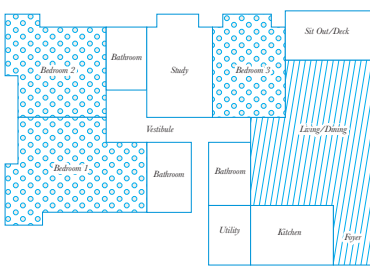 Sit Out/Deck
Bathroom
Bedroom 2
Study
Bedroom 3
Vestibule
Living/Dining
Bedroom 1
Bathroom
Bathroom
Utility
Kitchen
Foyer